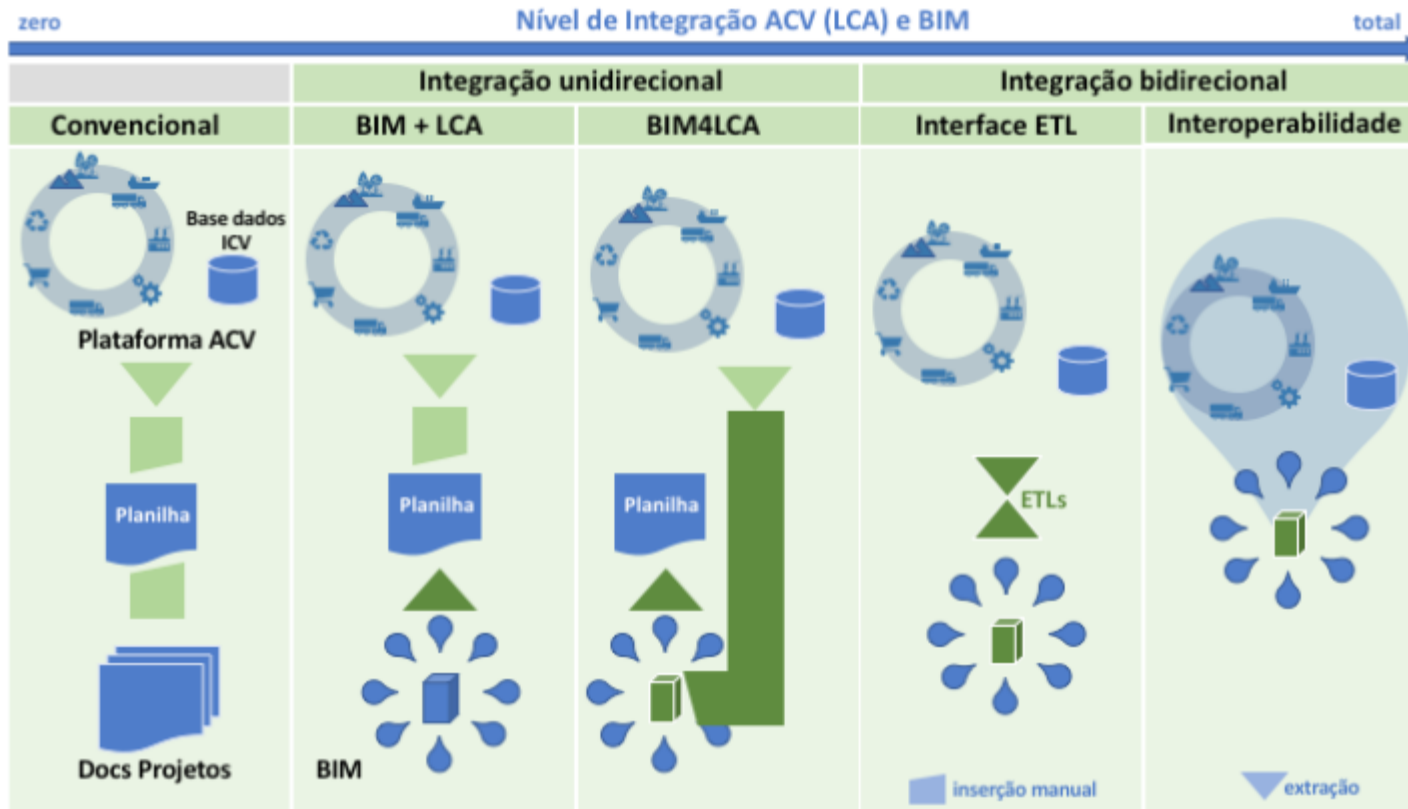 Nível de Integração ACV (LCA) e BIM
zero
total
Integração unidirecional
Integração bidirecional
Convencional
BIM + LCA
BIM4LCA
Interface ETL
Interoperabilidade
Base dados
ICV
Plataforma ACV
Planilha
Planilha
Planilha
ETLs
Docs Projetos
BIM
inserção manual
extração